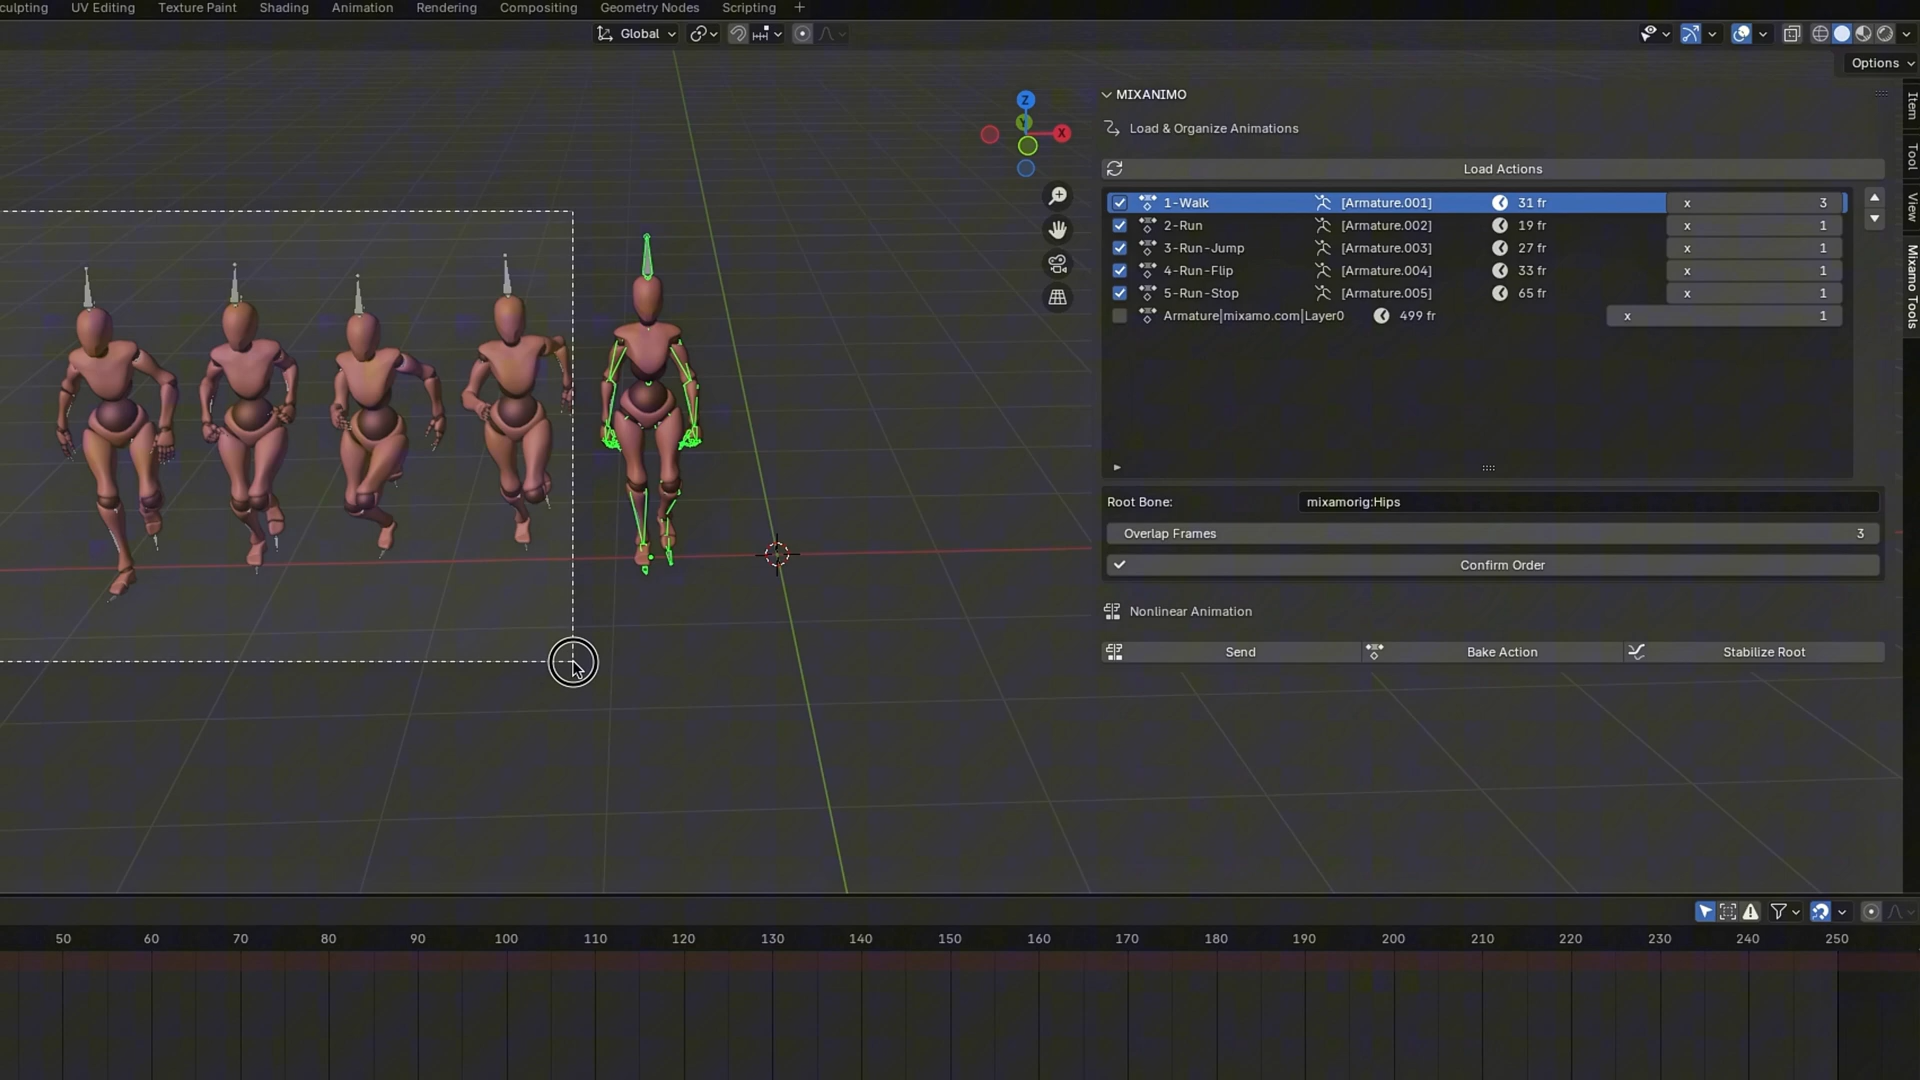 culpting UV Editing Texture Paint Shading Animation Rendering Compositing Geometry Nodes Scripting +
Global
Options
Z
Y
X
MIXANIMO
Load & Organize Animations
Load Actions
1-Walk [Armature.001] 31 fr x 3
2-Run [Armature.002] 19 fr x 1
3-Run-Jump [Armature.003] 27 fr x 1
4-Run-Flip [Armature.004] 33 fr x 1
5-Run-Stop [Armature.005] 65 fr x 1
Armature|mixamo.com|Layer0 499 fr x 1
Root Bone: mixamorig:Hips
Overlap Frames 3
Confirm Order
Nonlinear Animation
Send Bake Action Stabilize Root
Item
Tool
View
Mixamo Tools
50 60 70 80 90 100 110 120 130 140 150 160 170 180 190 200 210 220 230 240 250